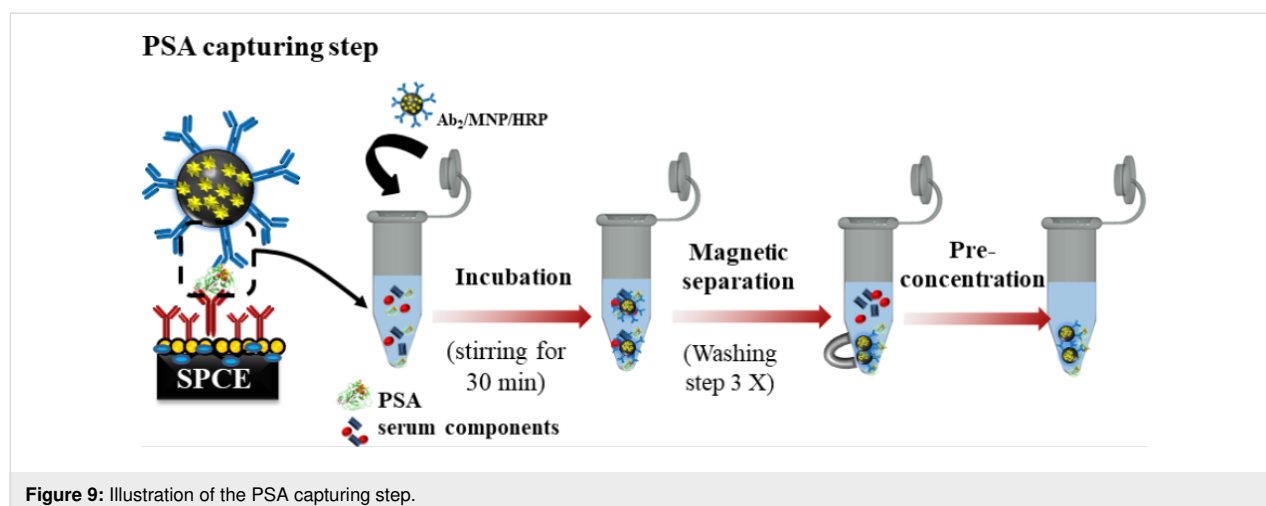 PSA capturing step
Ab₂/MNP/HRP
Incubation
(stirring for
30 min)
Magnetic
separation
(Washing
step 3 X)
Pre-
concentration
SPCE
PSA
serum components
Figure 9: Illustration of the PSA capturing step.